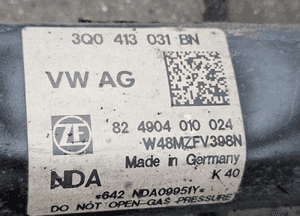 3Q0 413 031 BN
VW AG
ZF
82 4904 010 024
W48MZFV398N
Made in Germany
NDA
K 40
*642 NDA09951Y*
DO NOT OPEN-GAS PRESSURE